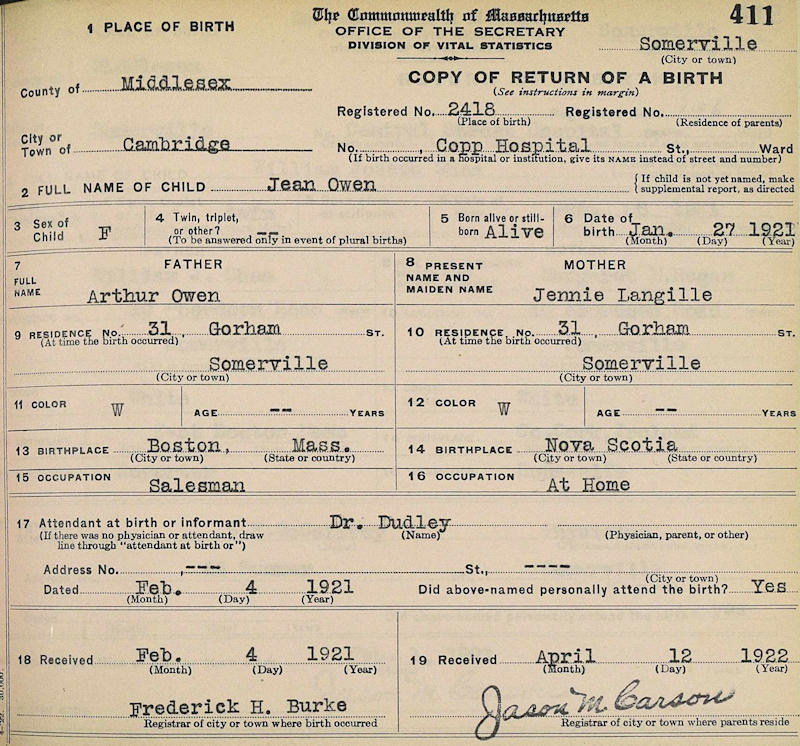 The Commonwealth of Massachusetts 411
1 PLACE OF BIRTH OFFICE OF THE SECRETARY
DIVISION OF VITAL STATISTICS Somerville
(City or town)
County of Middlesex COPY OF RETURN OF A BIRTH
(See instructions in margin)
Registered No. 2418 Registered No.
(Place of birth) (Residence of parents)
City or
Town of Cambridge No. , Copp Hospital St., Ward
(If birth occurred in a hospital or institution, give its NAME instead of street and number)
2 FULL NAME OF CHILD Jean Owen {If child is not yet named, make
supplemental report, as directed
3 Sex of Child F 4 Twin, triplet, or other? -- (To be answered only in event of plural births) 5 Born alive or still-born Alive 6 Date of birth Jan. 27 1921
(Month) (Day) (Year)
7 FATHER 8 PRESENT MOTHER
FULL NAME AND
NAME Arthur Owen MAIDEN NAME Jennie Langille
9 RESIDENCE No. 31 , Gorham ST. 10 RESIDENCE No. 31 , Gorham ST.
(At time the birth occurred) (At time the birth occurred)
Somerville Somerville
(City or town) (City or town)
11 COLOR W AGE -- YEARS 12 COLOR W AGE -- YEARS
13 BIRTHPLACE Boston, Mass. 14 BIRTHPLACE Nova Scotia
(City or town) (State or country) (City or town) (State or country)
15 OCCUPATION Salesman 16 OCCUPATION At Home
17 Attendant at birth or informant Dr. Dudley
(If there was no physician or attendant, draw (Name) (Physician, parent, or other)
line through "attendant at birth or")
Address No. , --- St., ----
(City or town)
Dated Feb. 4 1921 Did above-named personally attend the birth? Yes
(Month) (Day) (Year)
18 Received Feb. 4 1921 19 Received April 12 1922
(Month) (Day) (Year) (Month) (Day) (Year)
Frederick H. Burke Jason M. Carson
Registrar of city or town where birth occurred Registrar of city or town where parents reside